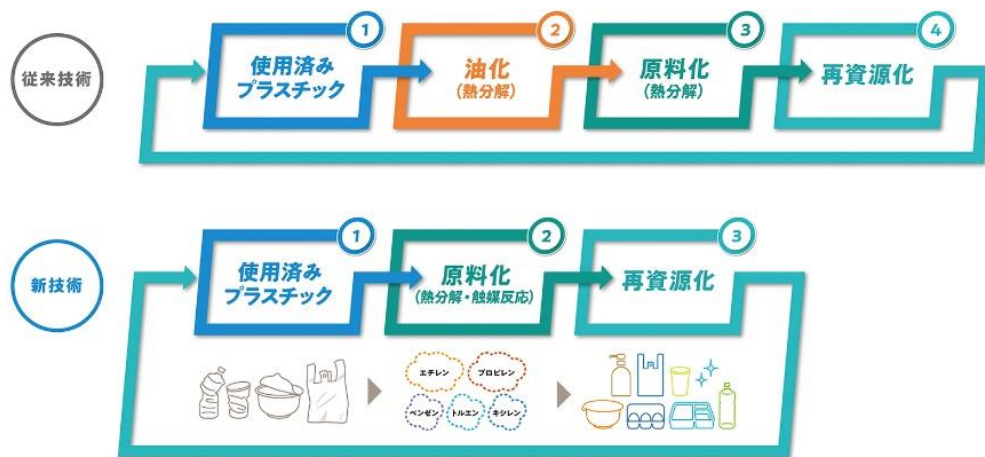 従来技術
1
使用済み
プラスチック
2
油化
(熱分解)
3
原料化
(熱分解)
4
再資源化
新技術
1
使用済み
プラスチック
2
原料化
(熱分解・触媒反応)
3
再資源化
エチレン
プロピレン
ベンゼン
トルエン
キシレン